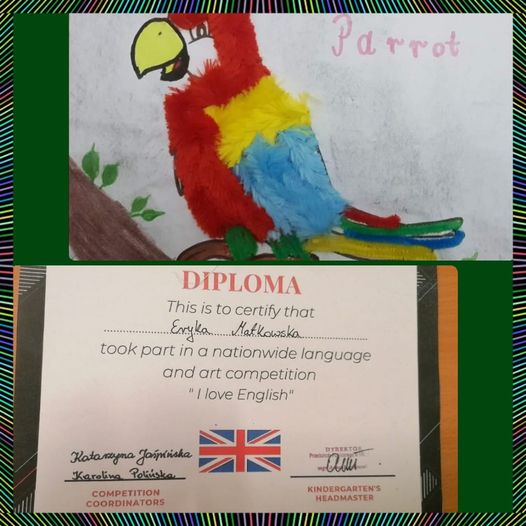 Parrot
DIPLOMA
This is to certify that
Eryka Matkowska
took part in a nationwide language
and art competition
" I love English"
Katarzyna
Karolina Polińska
COMPETITION
COORDINATORS
DYREKTOR
KINDERGARTEN'S
HEADMASTER